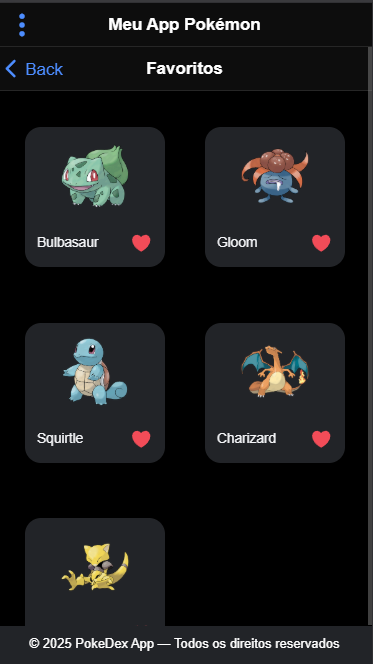 Meu App Pokémon
Back
Favoritos
Bulbasaur
Gloom
Squirtle
Charizard
© 2025 PokeDex App — Todos os direitos reservados